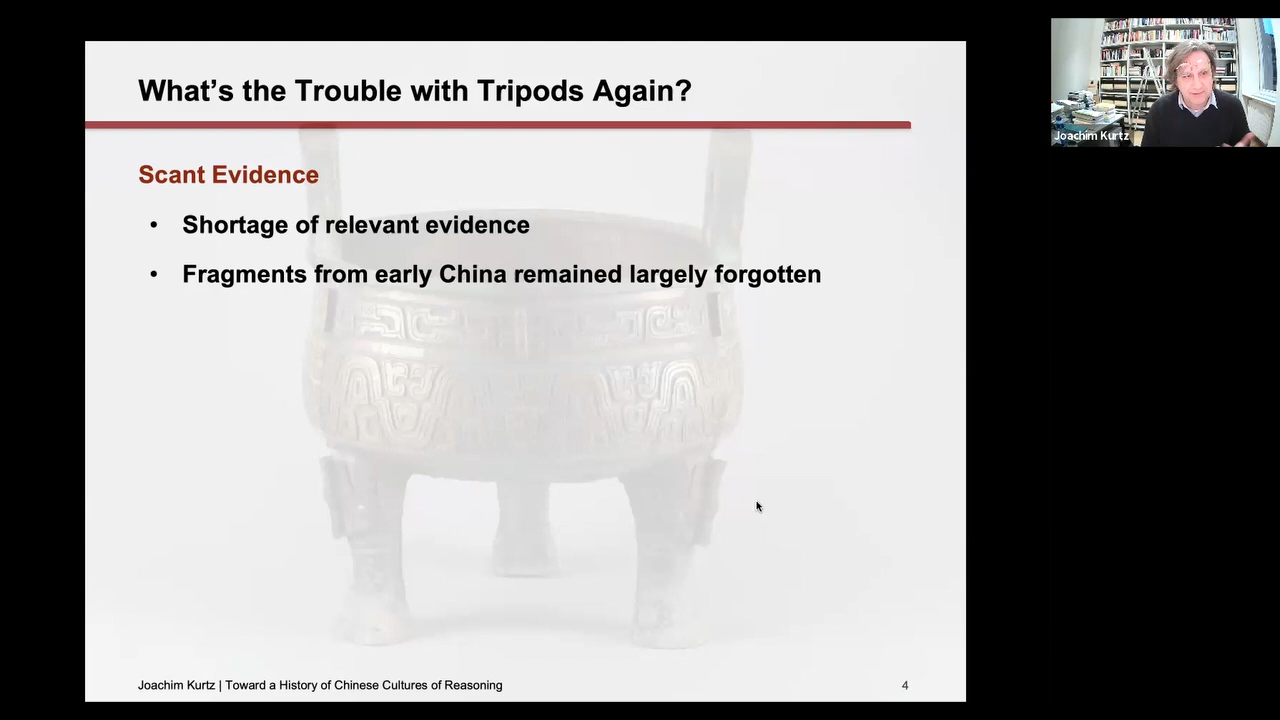 What's the Trouble with Tripods Again?
Joachim Kurtz
Scant Evidence
• Shortage of relevant evidence
• Fragments from early China remained largely forgotten
Joachim Kurtz | Toward a History of Chinese Cultures of Reasoning
4